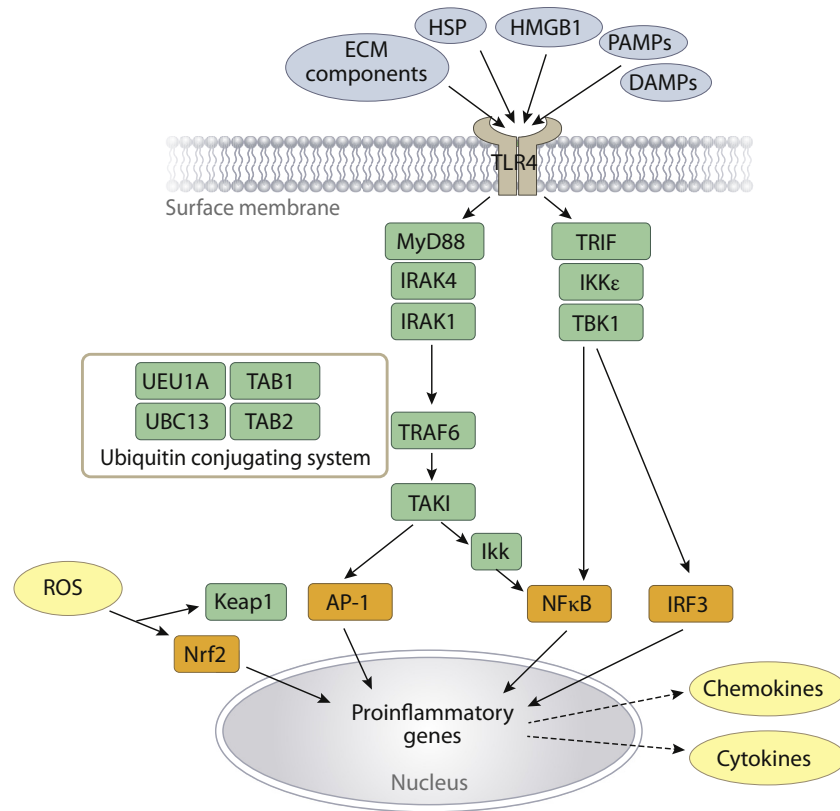 HSP
HMGB1
ECM
components
PAMPs
DAMPs
TLR4
Surface membrane
MyD88
TRIF
IRAK4
IKKε
IRAK1
TBK1
UEU1A
TAB1
UBC13
TAB2
Ubiquitin conjugating system
TRAF6
TAKI
Ikk
ROS
Keap1
AP-1
NFκB
IRF3
Nrf2
Chemokines
Proinflammatory
genes
Cytokines
Nucleus